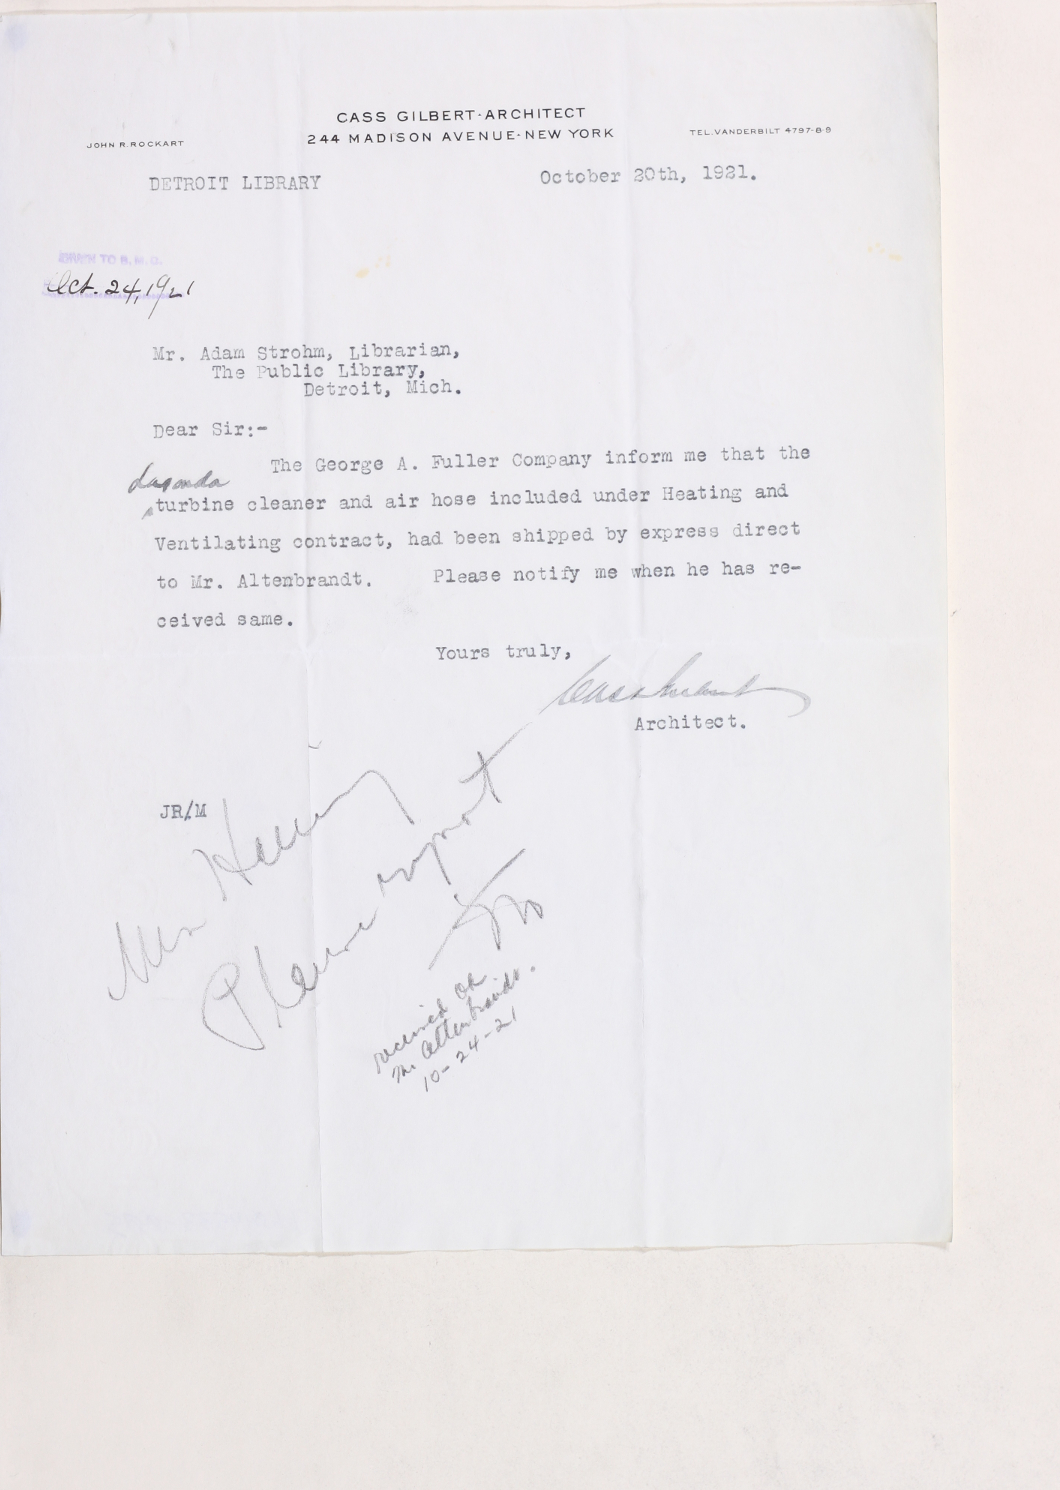 CASS GILBERT·ARCHITECT
244 MADISON AVENUE·NEW YORK
JOHN R. ROCKART
TEL. VANDERBILT 4797-8-9
DETROIT LIBRARY
October 20th, 1921.
TO B.M.O.
Oct. 24, 1921
Mr. Adam Strohm, Librarian,
The Public Library,
Detroit, Mich.
Dear Sir:-
The George A. Fuller Company inform me that the
Lagonda
turbine cleaner and air hose included under Heating and
Ventilating contract, had been shipped by express direct
to Mr. Altenbrandt. Please notify me when he has re-
ceived same.
Yours truly,
Cass Gilbert
Architect.
JR/M
Please report
received OK
Mr. Altenbrandt.
10-24-21